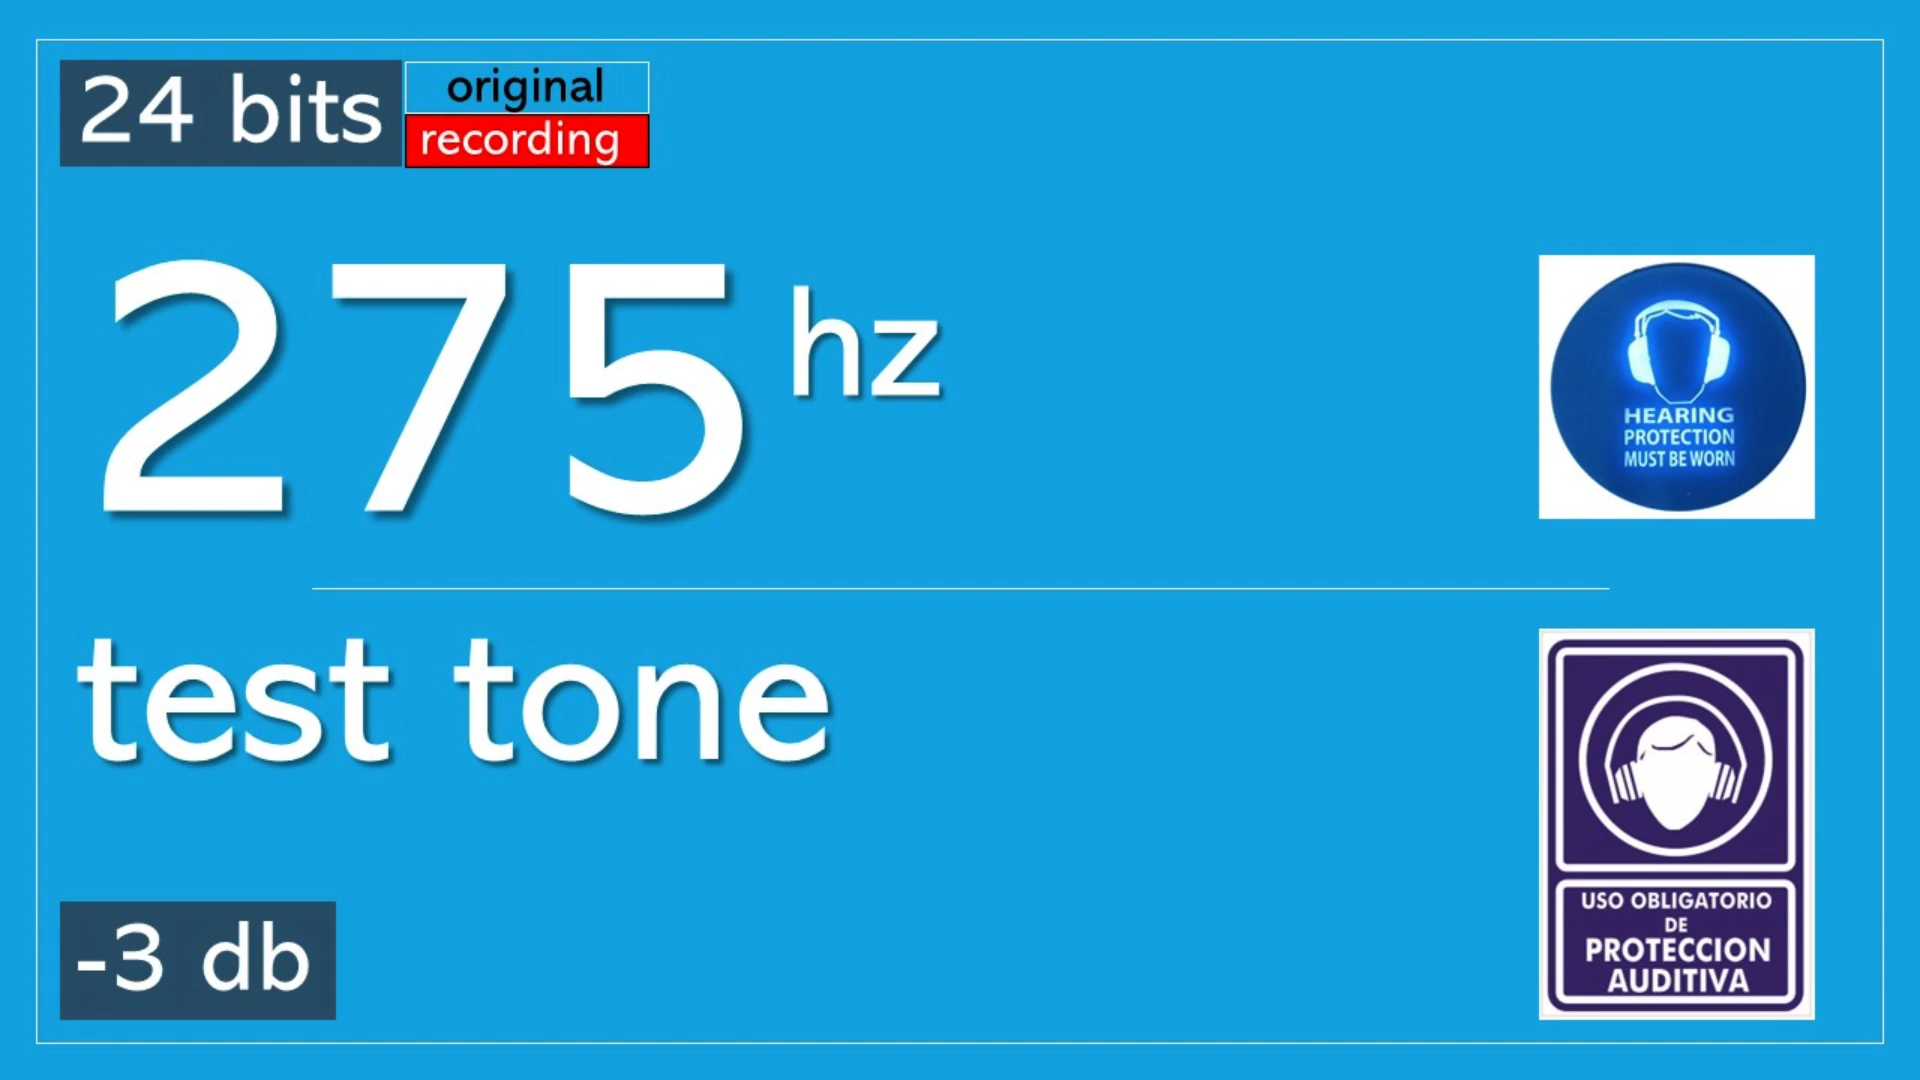 24 bits
original
recording
275 hz
HEARING
PROTECTION
MUST BE WORN
test tone
USO OBLIGATORIO
DE
PROTECCION
AUDITIVA
-3 db